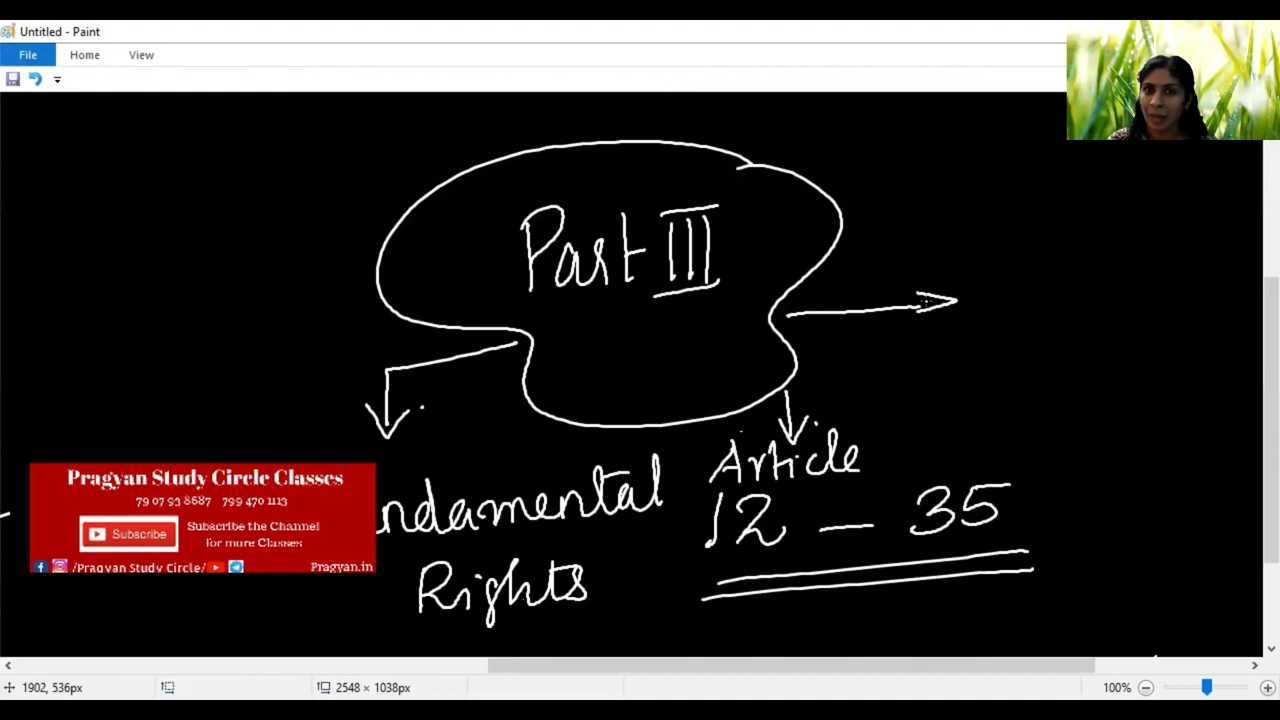 Untitled - Paint
File Home View
Part III
Article
ndamental
12 - 35
Rights
Pragyan Study Circle Classes
79 07 93 8687 799 470 1113
Subscribe
Subscribe the Channel
for more Classes
/Pragyan Study Circle/
Pragyan.in
1902, 536px
2548 × 1038px
100%